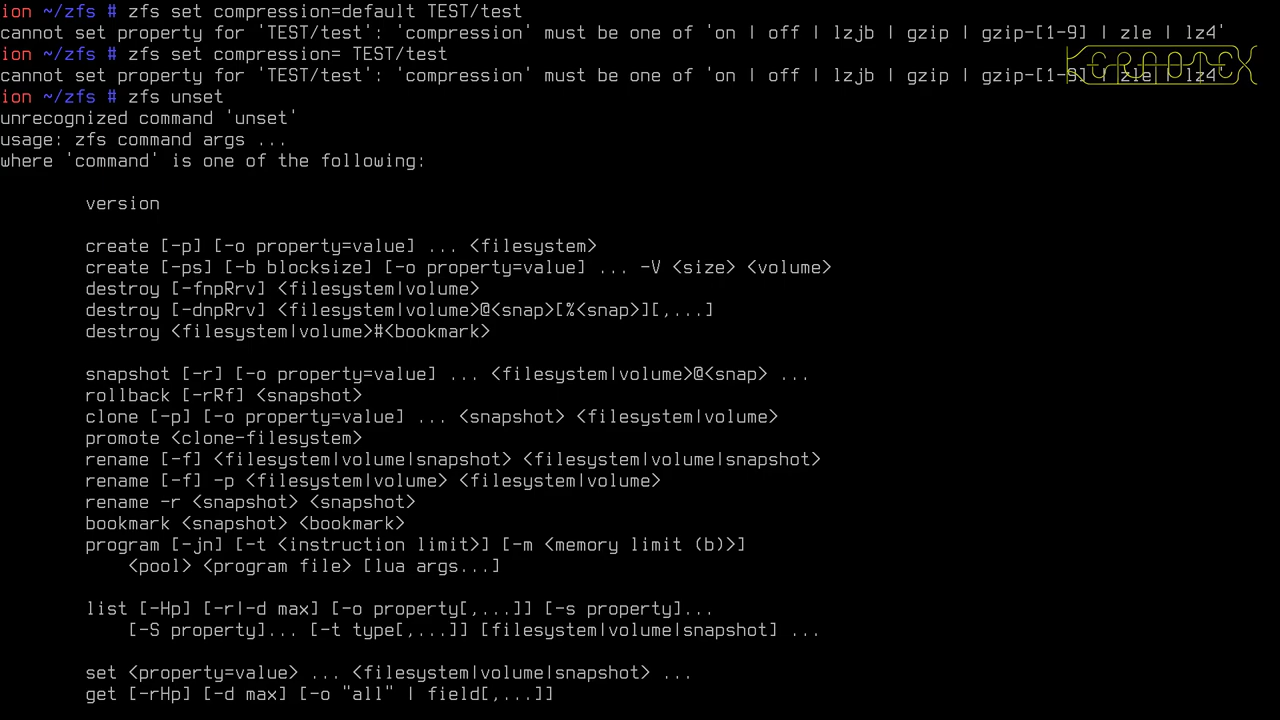 ion ~/zfs # zfs set compression=default TEST/test
cannot set property for 'TEST/test': 'compression' must be one of 'on | off | lzjb | gzip | gzip-[1-9] | zle | lz4'
ion ~/zfs # zfs set compression= TEST/test
cannot set property for 'TEST/test': 'compression' must be one of 'on | off | lzjb | gzip | gzip-[1-9] | zle | lz4'
KERNOTEX
ion ~/zfs # zfs unset
unrecognized command 'unset'
usage: zfs command args ...
where 'command' is one of the following:
version
create [-p] [-o property=value] ... <filesystem>
create [-ps] [-b blocksize] [-o property=value] ... -V <size> <volume>
destroy [-fnpRrv] <filesystem|volume>
destroy [-dnpRrv] <filesystem|volume>@<snap>[%<snap>][,...]
destroy <filesystem|volume>#<bookmark>
snapshot [-r] [-o property=value] ... <filesystem|volume>@<snap> ...
rollback [-rRf] <snapshot>
clone [-p] [-o property=value] ... <snapshot> <filesystem|volume>
promote <clone-filesystem>
rename [-f] <filesystem|volume|snapshot> <filesystem|volume|snapshot>
rename [-f] -p <filesystem|volume> <filesystem|volume>
rename -r <snapshot> <snapshot>
bookmark <snapshot> <bookmark>
program [-jn] [-t <instruction limit>] [-m <memory limit (b)>]
<pool> <program file> [lua args...]
list [-Hp] [-r|-d max] [-o property[,...]] [-s property]...
[-S property]... [-t type[,...]] [filesystem|volume|snapshot] ...
set <property=value> ... <filesystem|volume|snapshot> ...
get [-rHp] [-d max] [-o "all" | field[,...]]